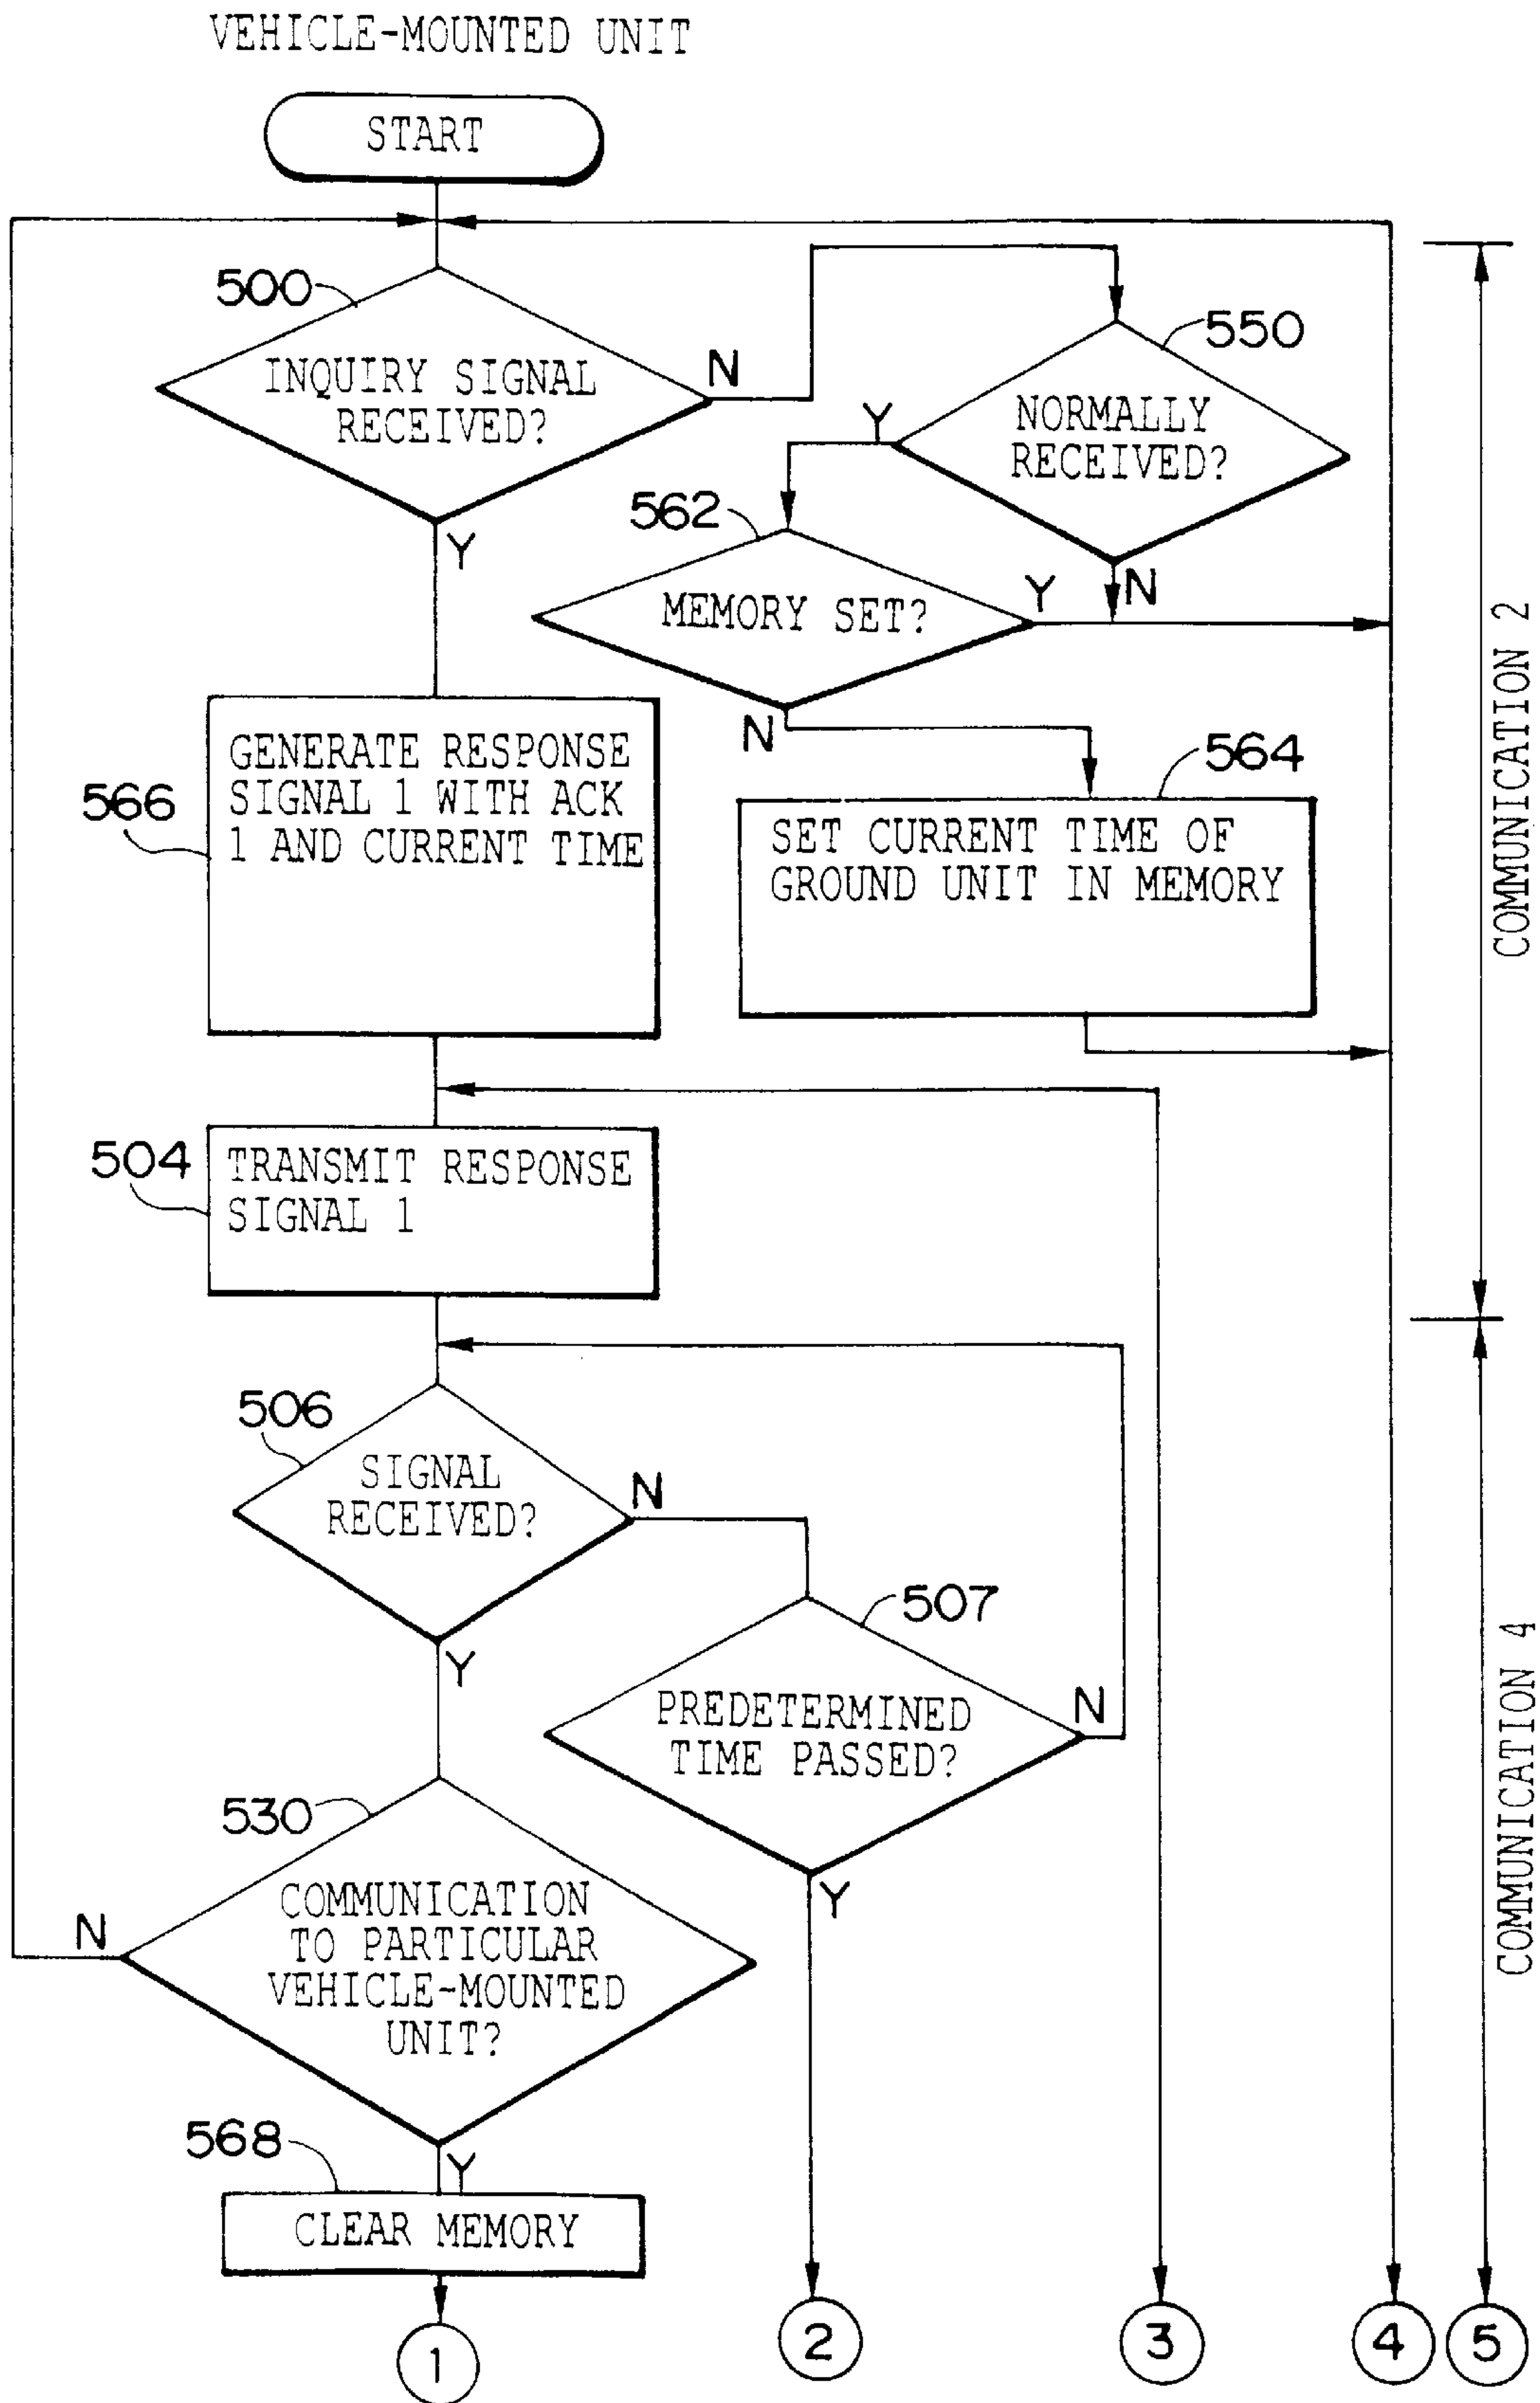 VEHICLE-MOUNTED UNIT
START
500
INQUIRY SIGNAL
RECEIVED?
N
Y
550
NORMALLY
RECEIVED?
Y
N
562
MEMORY SET?
Y
N
566
GENERATE RESPONSE
SIGNAL 1 WITH ACK
1 AND CURRENT TIME
564
SET CURRENT TIME OF
GROUND UNIT IN MEMORY
COMMUNICATION 2
504
TRANSMIT RESPONSE
SIGNAL 1
506
SIGNAL
RECEIVED?
N
Y
507
PREDETERMINED
TIME PASSED?
N
Y
530
COMMUNICATION
TO PARTICULAR
VEHICLE-MOUNTED
UNIT?
N
Y
COMMUNICATION 4
568
CLEAR MEMORY
1
2
3
4
5